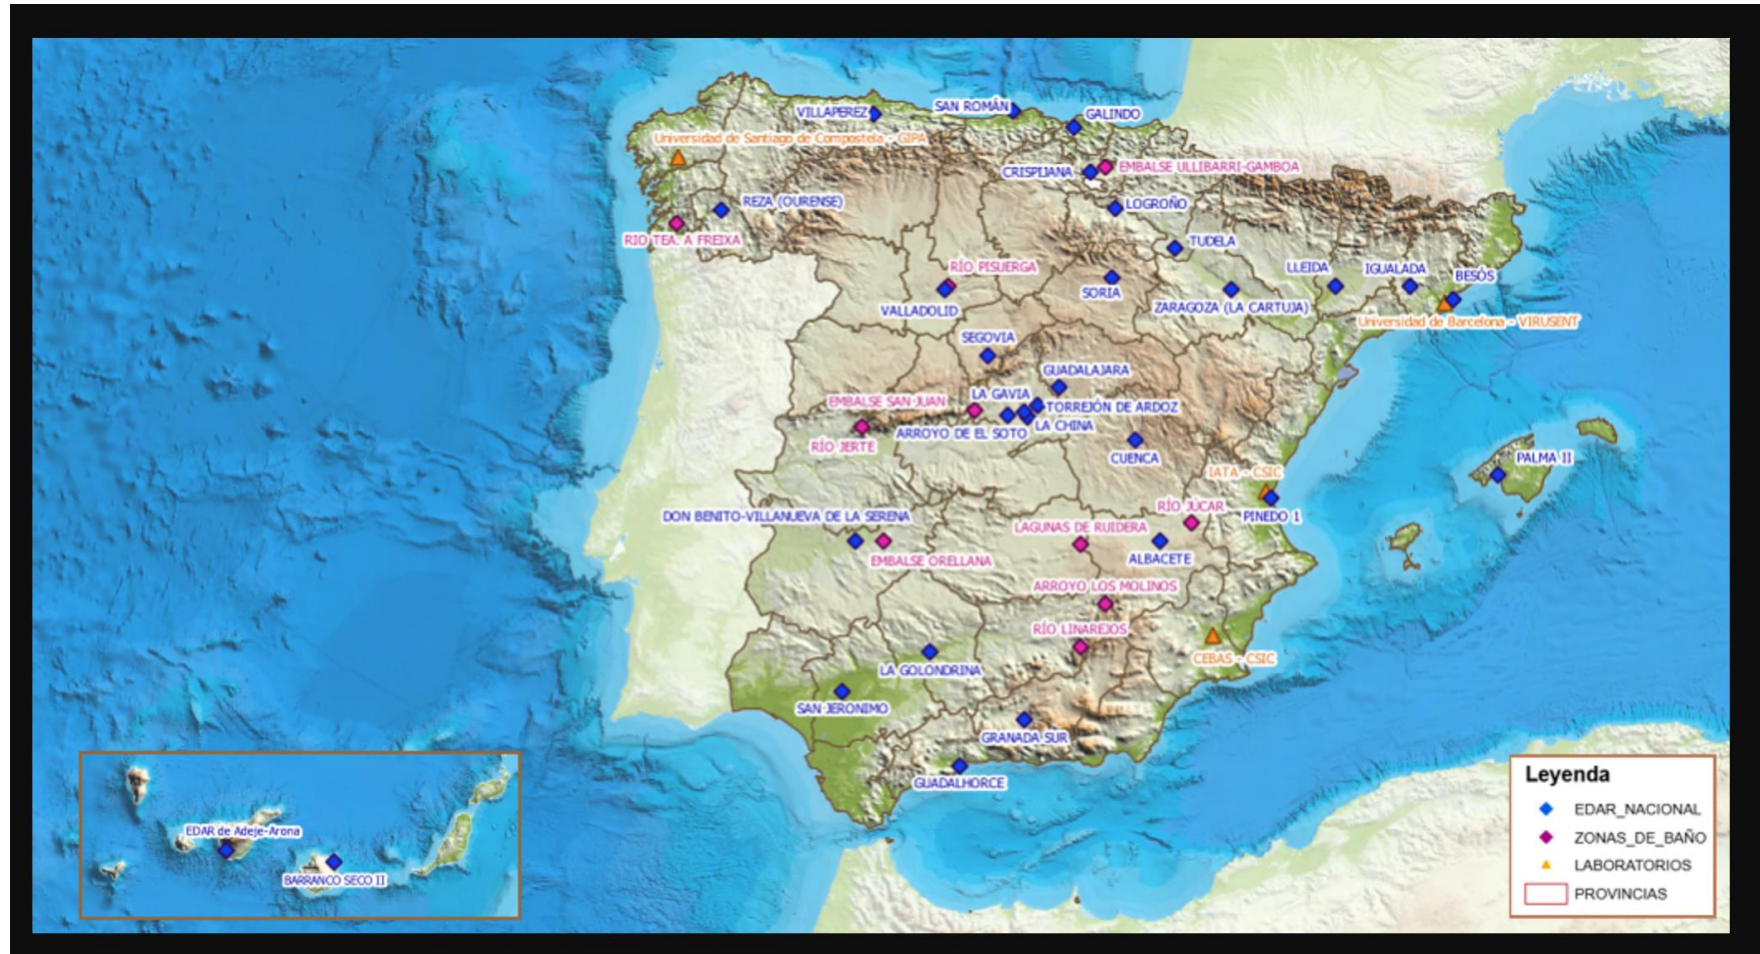 VILLAPEREZ
SAN ROMÁN
GALINDO
Universidad de Santiago de Compostela - GIPA
CRISPIJANA
EMBALSE ULLIBARRI-GAMBOA
REZA (OURENSE)
LOGROÑO
RIO TEA. A FREIXA
TUDELA
RÍO PISUERGA
LLEIDA
IGUALADA
BESÓS
SORIA
VALLADOLID
ZARAGOZA (LA CARTUJA)
Universidad de Barcelona - VIRUSENT
SEGOVIA
GUADALAJARA
LA GAVIA
EMBALSE SAN JUAN
TORREJÓN DE ARDOZ
LA CHINA
ARROYO DE EL SOTO
RÍO JERTE
CUENCA
PALMA II
IATA - CSIC
RÍO JÚCAR
PINEDO 1
DON BENITO-VILLANUEVA DE LA SERENA
LAGUNAS DE RUIDERA
EMBALSE ORELLANA
ALBACETE
ARROYO LOS MOLINOS
RÍO LINAREJOS
CEBAS - CSIC
LA GOLONDRINA
SAN JERONIMO
GRANADA SUR
GUADALHORCE
EDAR de Adeje-Arona
BARRANCO SECO II
Leyenda
EDAR_NACIONAL
ZONAS_DE_BAÑO
LABORATORIOS
PROVINCIAS